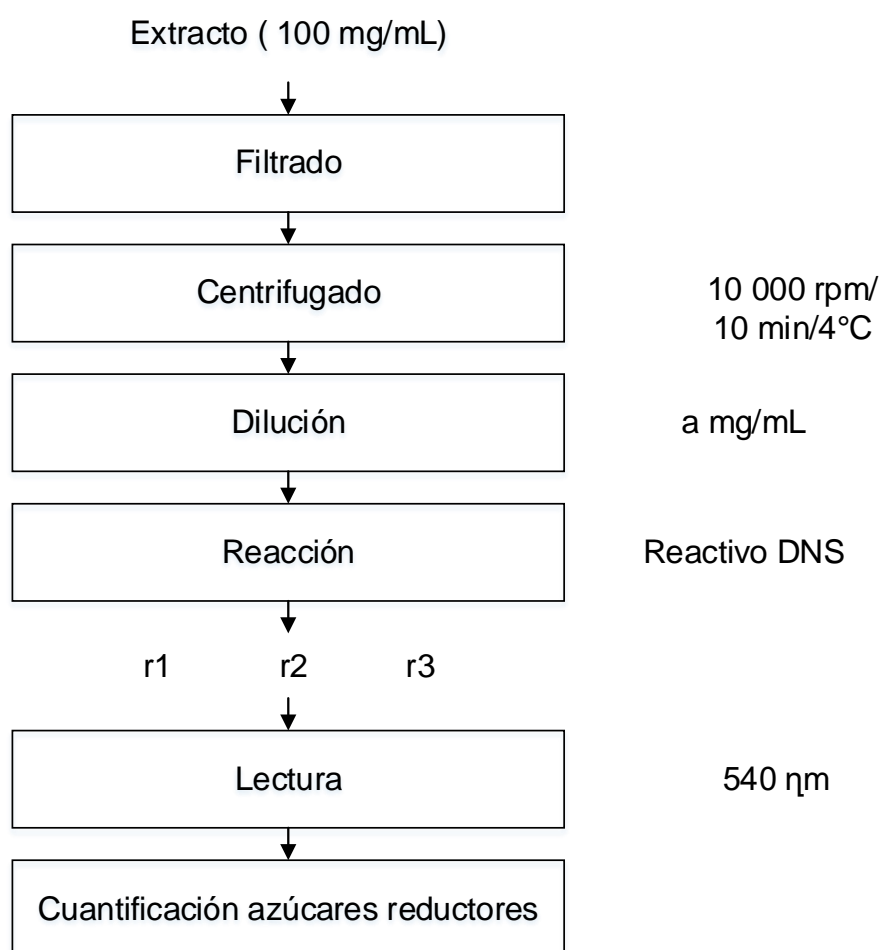 Extracto ( 100 mg/mL)
Filtrado
Centrifugado
10 000 rpm/
10 min/4°C
Dilución
a mg/mL
Reacción
Reactivo DNS
r1 r2 r3
Lectura
540 ηm
Cuantificación azúcares reductores